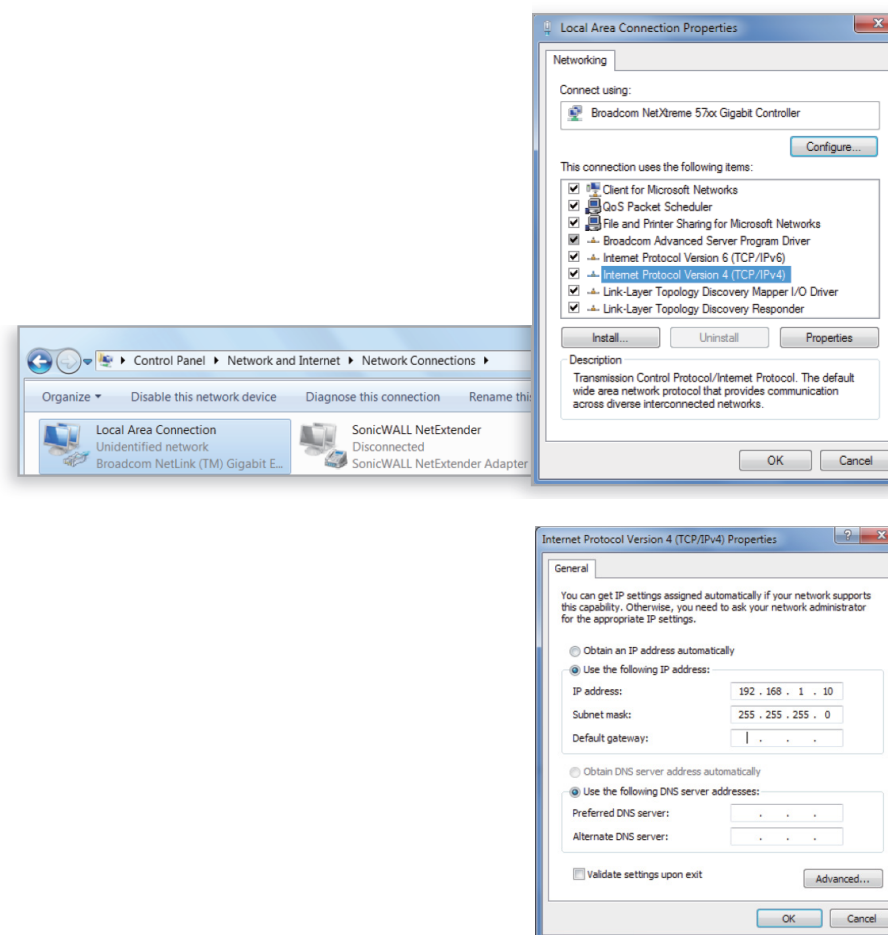 Local Area Connection Properties
Networking
Connect using:
Broadcom NetXtreme 57xx Gigabit Controller
Configure...
This connection uses the following items:
Client for Microsoft Networks
QoS Packet Scheduler
File and Printer Sharing for Microsoft Networks
Broadcom Advanced Server Program Driver
Internet Protocol Version 6 (TCP/IPv6)
Internet Protocol Version 4 (TCP/IPv4)
Link-Layer Topology Discovery Mapper I/O Driver
Link-Layer Topology Discovery Responder
Install... Uninstall Properties
Description
Transmission Control Protocol/Internet Protocol. The default
wide area network protocol that provides communication
across diverse interconnected networks.
OK Cancel
Control Panel Network and Internet Network Connections
Organize Disable this network device Diagnose this connection Rename this
Local Area Connection
Unidentified network
Broadcom NetLink (TM) Gigabit E...
SonicWALL NetExtender
Disconnected
SonicWALL NetExtender Adapter
Internet Protocol Version 4 (TCP/IPv4) Properties
General
You can get IP settings assigned automatically if your network supports
this capability. Otherwise, you need to ask your network administrator
for the appropriate IP settings.
Obtain an IP address automatically
Use the following IP address:
IP address: 192 . 168 . 1 . 10
Subnet mask: 255 . 255 . 255 . 0
Default gateway: . . .
Obtain DNS server address automatically
Use the following DNS server addresses:
Preferred DNS server: . . .
Alternate DNS server: . . .
Validate settings upon exit
Advanced...
OK Cancel